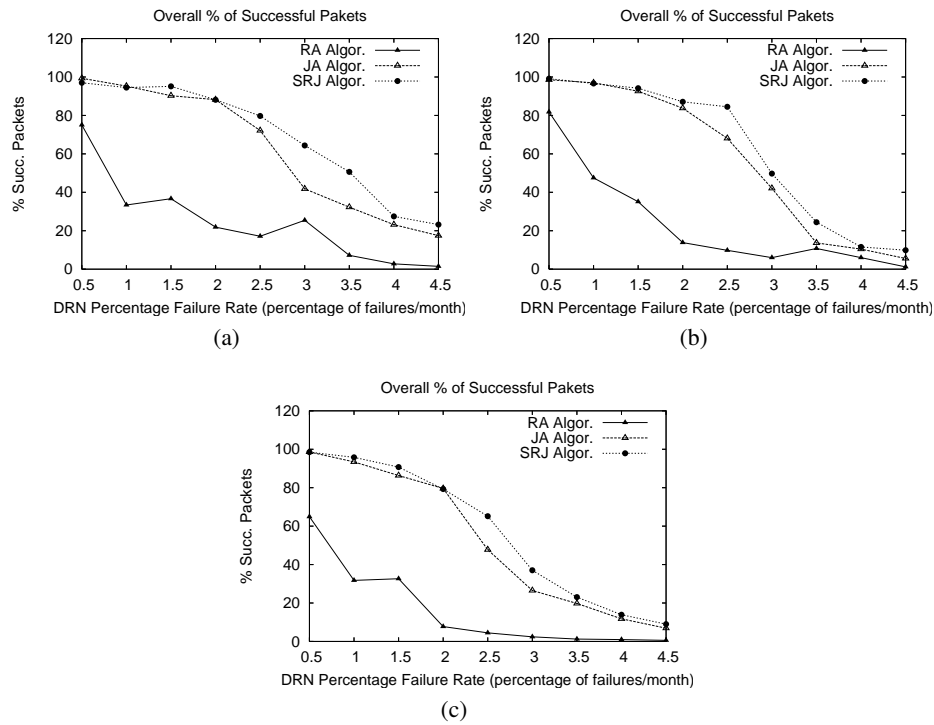 Overall % of Successful Pakets
% Succ. Packets
120
100
80
60
40
20
0
RA Algor.
JA Algor.
SRJ Algor.
0.5 1 1.5 2 2.5 3 3.5 4 4.5
DRN Percentage Failure Rate (percentage of failures/month)
(a)
Overall % of Successful Pakets
% Succ. Packets
120
100
80
60
40
20
0
RA Algor.
JA Algor.
SRJ Algor.
0.5 1 1.5 2 2.5 3 3.5 4 4.5
DRN Percentage Failure Rate (percentage of failures/month)
(b)
Overall % of Successful Pakets
% Succ. Packets
120
100
80
60
40
20
0
RA Algor.
JA Algor.
SRJ Algor.
0.5 1 1.5 2 2.5 3 3.5 4 4.5
DRN Percentage Failure Rate (percentage of failures/month)
(c)